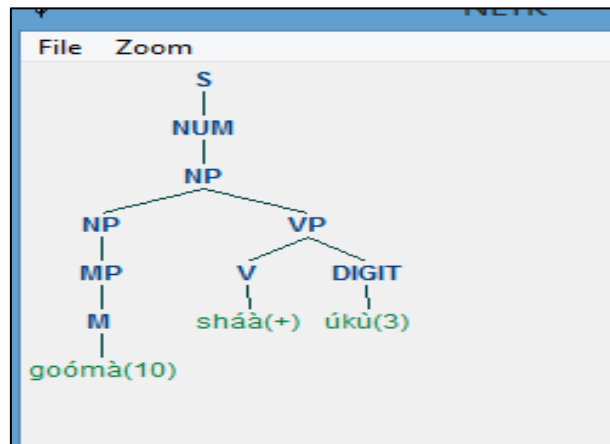 NLTK
File Zoom
S
NUM
NP
NP VP
MP V DIGIT
M sháà(+) úkù(3)
goómà(10)